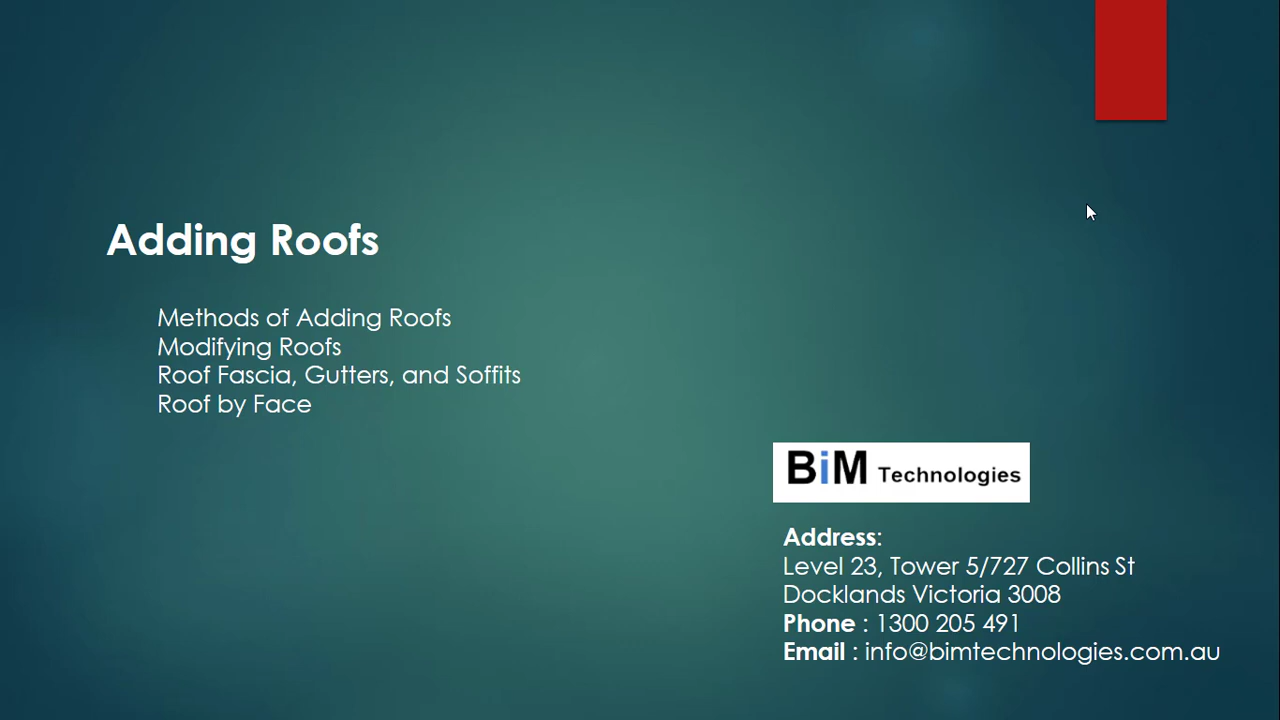 Adding Roofs
Methods of Adding Roofs
Modifying Roofs
Roof Fascia, Gutters, and Soffits
Roof by Face
BiM Technologies
Address:
Level 23, Tower 5/727 Collins St
Docklands Victoria 3008
Phone : 1300 205 491
Email : info@bimtechnologies.com.au